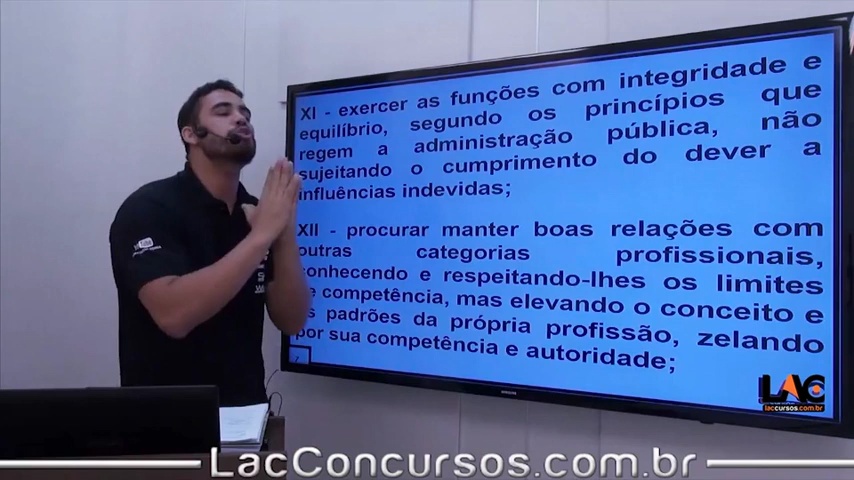 XI - exercer as funções com integridade e
equilíbrio, segundo os princípios que
regem a administração pública, não
sujeitando o cumprimento do dever a
influências indevidas;
XII - procurar manter boas relações com
outras categorias profissionais,
conhecendo e respeitando-lhes os limites
de competência, mas elevando o conceito e
os padrões da própria profissão, zelando
por sua competência e autoridade;
LAC
laccursos.com.br
LacConcursos.com.br